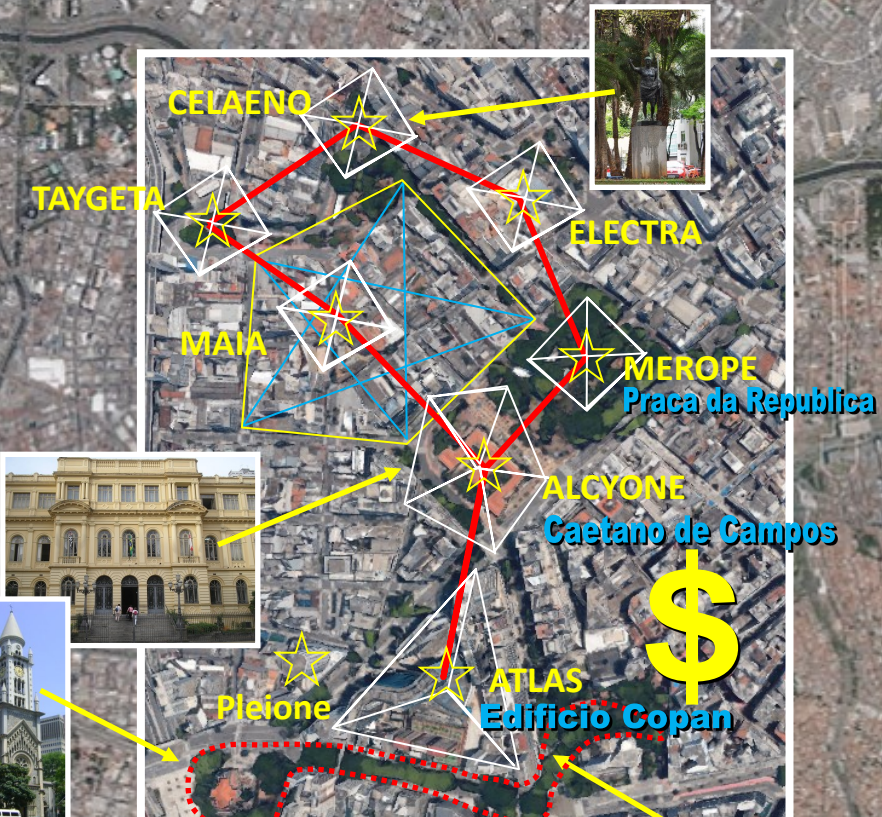 CELAENO
TAYGETA
ELECTRA
MAIA
MEROPE
Praca da Republica
ALCYONE
Caetano de Campos
$
ATLAS
Pleione
Edificio Copan